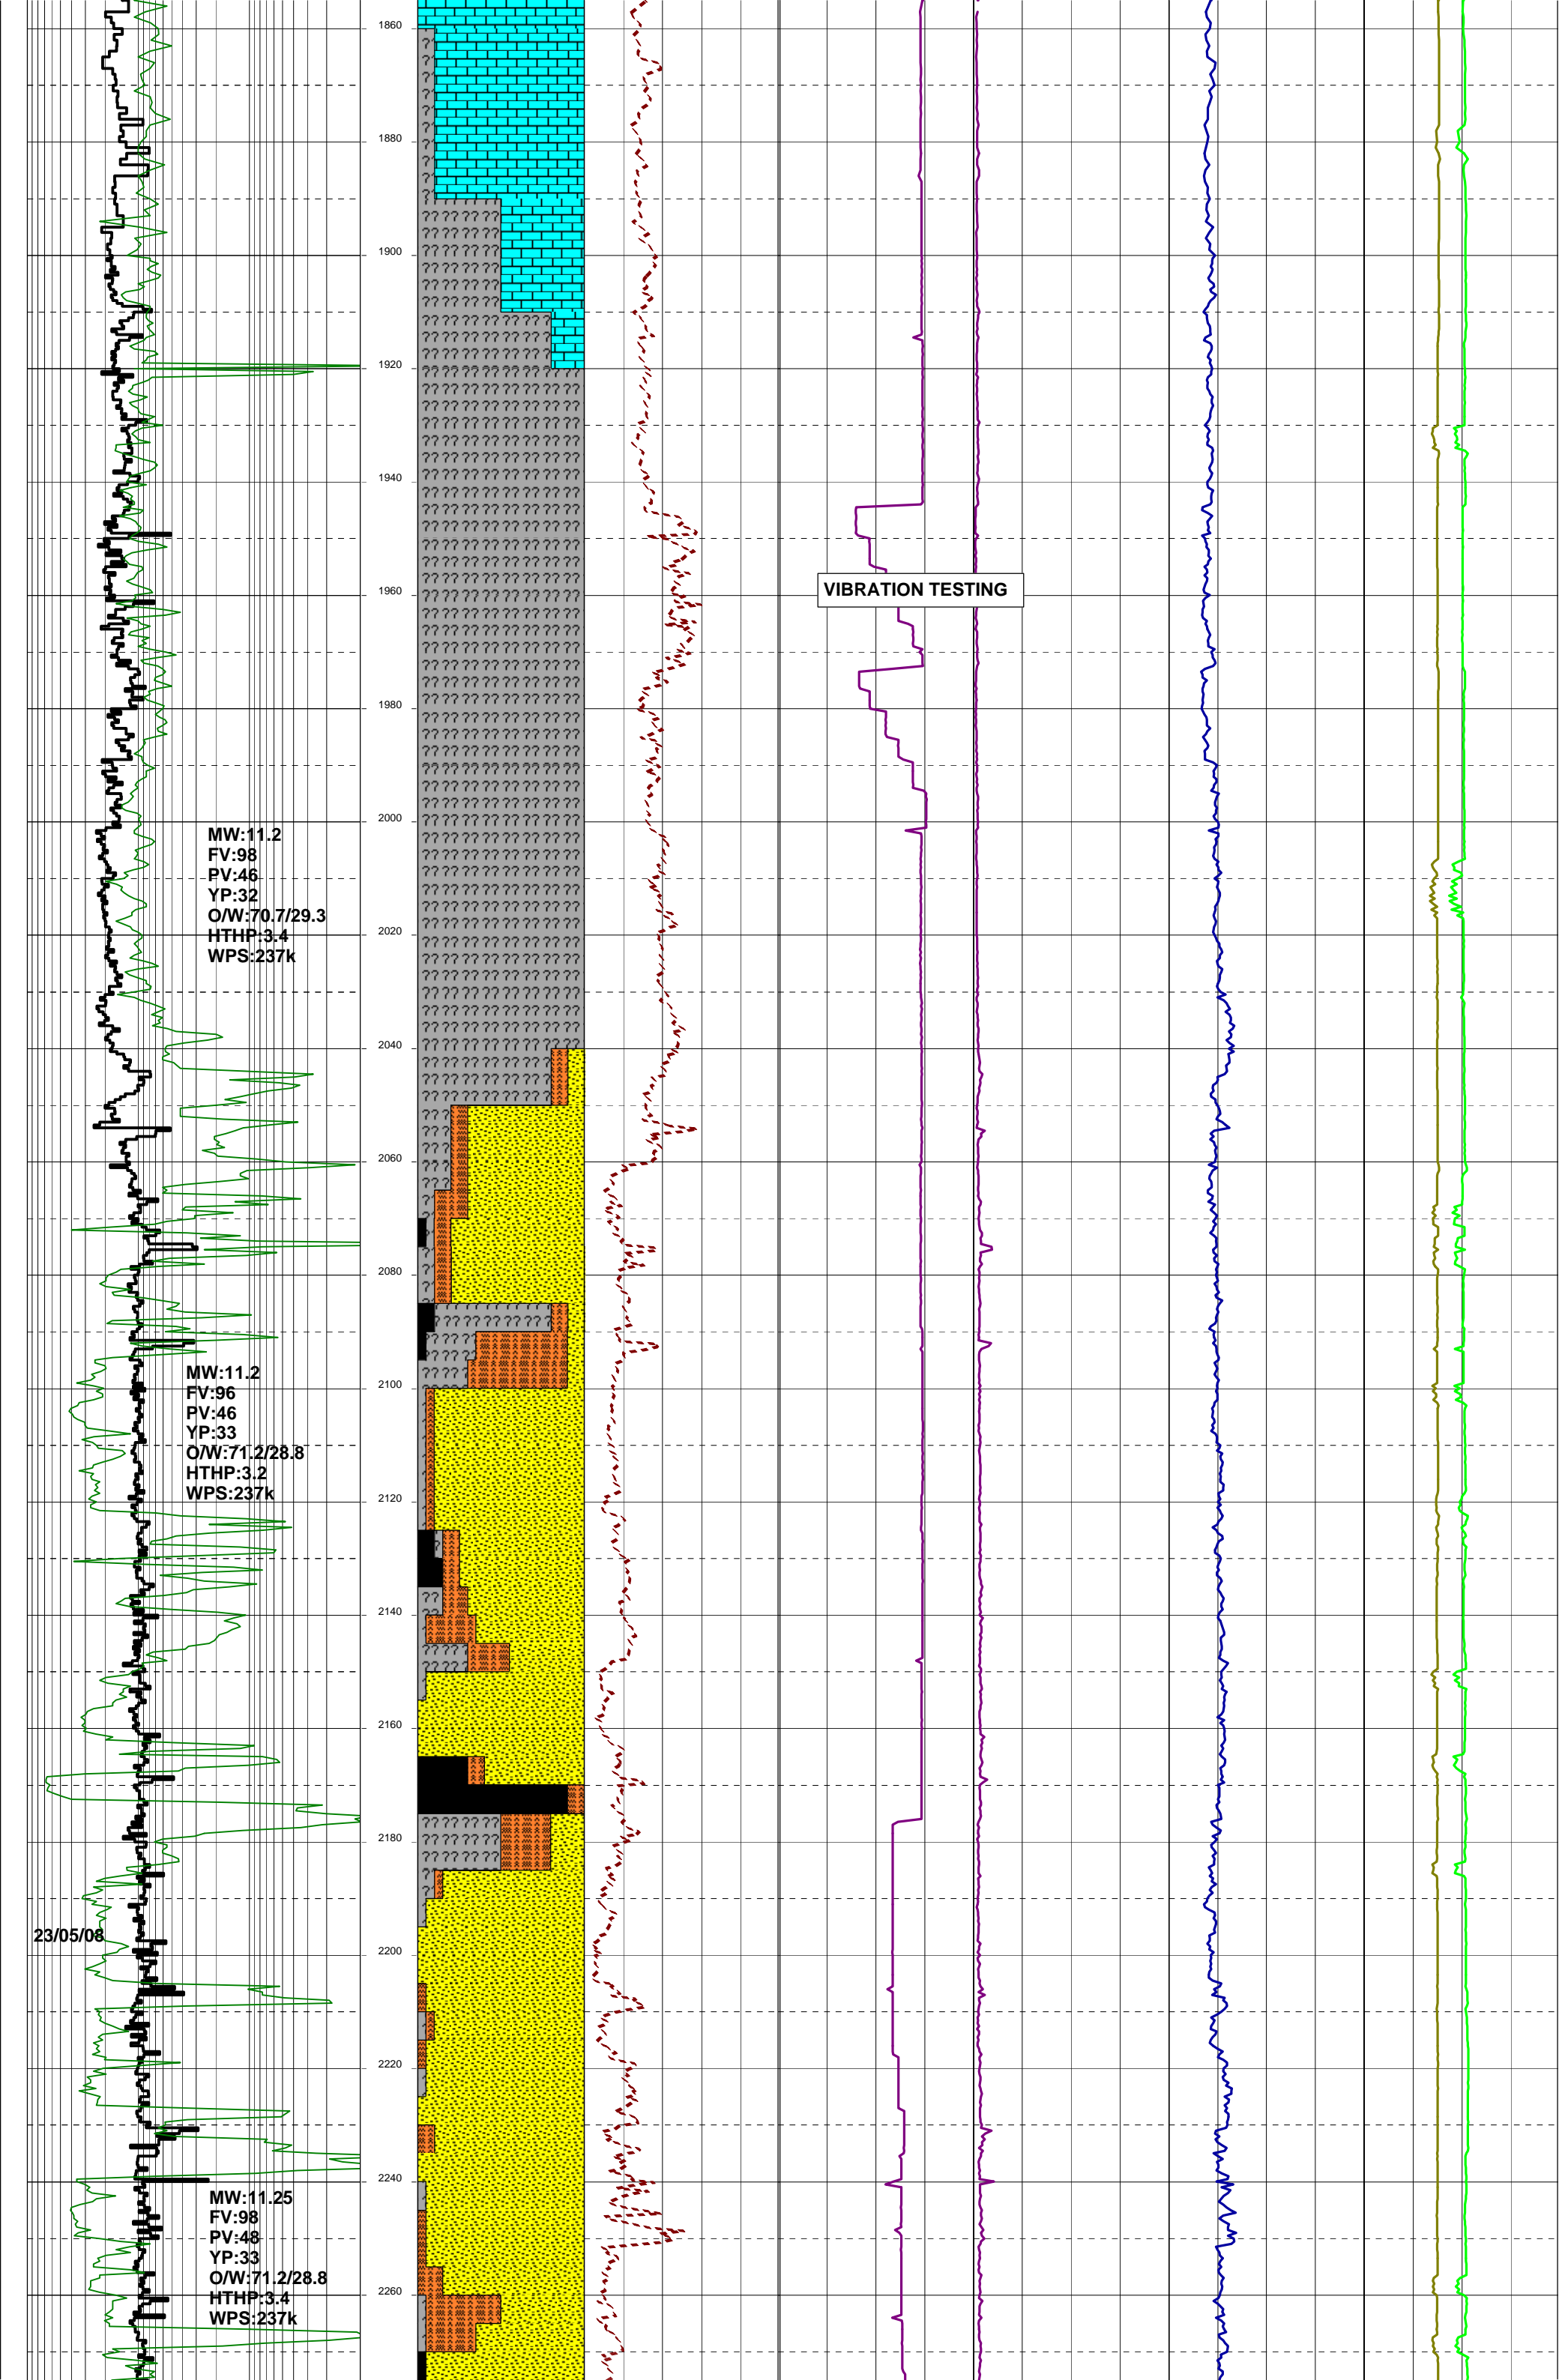 1860
1880
1900
1920
1940
VIBRATION TESTING
1960
1980
2000
MW:11.2
FV:98
PV:46
YP:32
O/W:70.7/29.3
HTHP:3.4
WPS:237k
2020
2040
2060
2080
MW:11.2
FV:96
PV:46
YP:33
O/W:71.2/28.8
HTHP:3.2
WPS:237k
2100
2120
2140
2160
2180
23/05/08
2200
2220
2240
MW:11.25
FV:98
PV:48
YP:33
O/W:71.2/28.8
HTHP:3.4
WPS:237k
2260